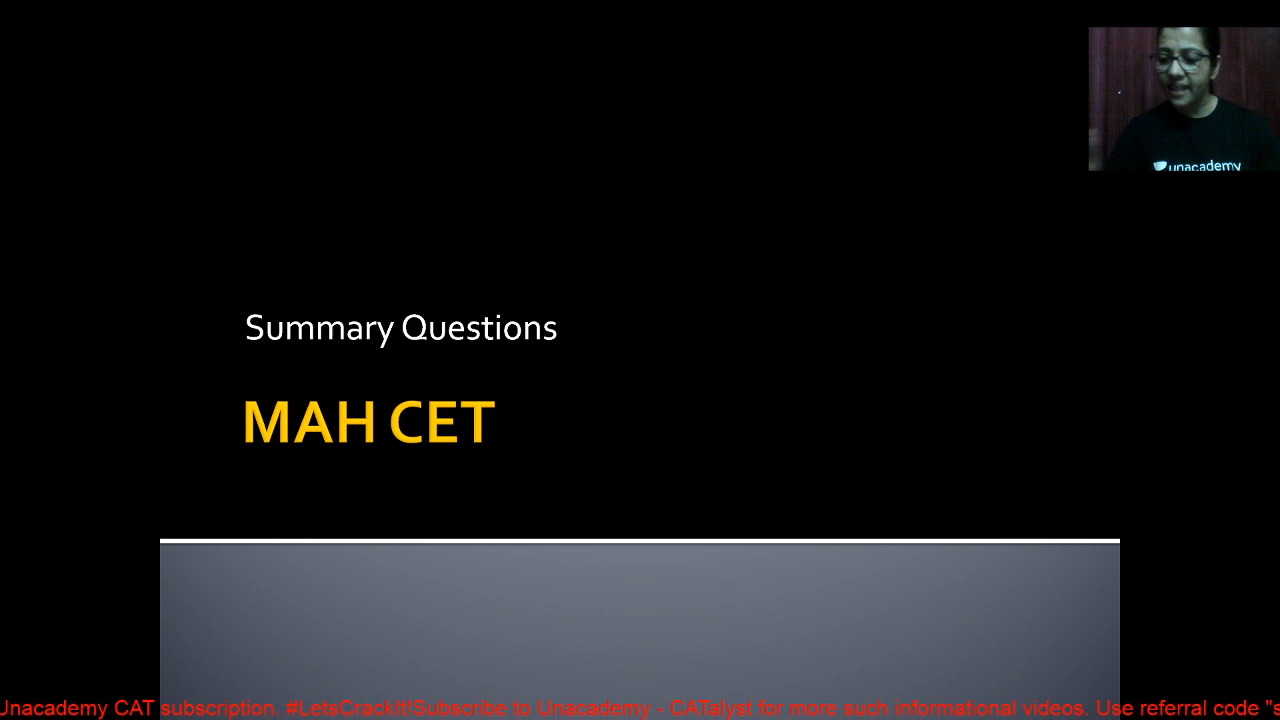 unacademy
Summary Questions
MAH CET
Unacademy CAT subscription. #LetsCrackIt!Subscribe to Unacademy - CATalyst for more such informational videos. Use referral code "s